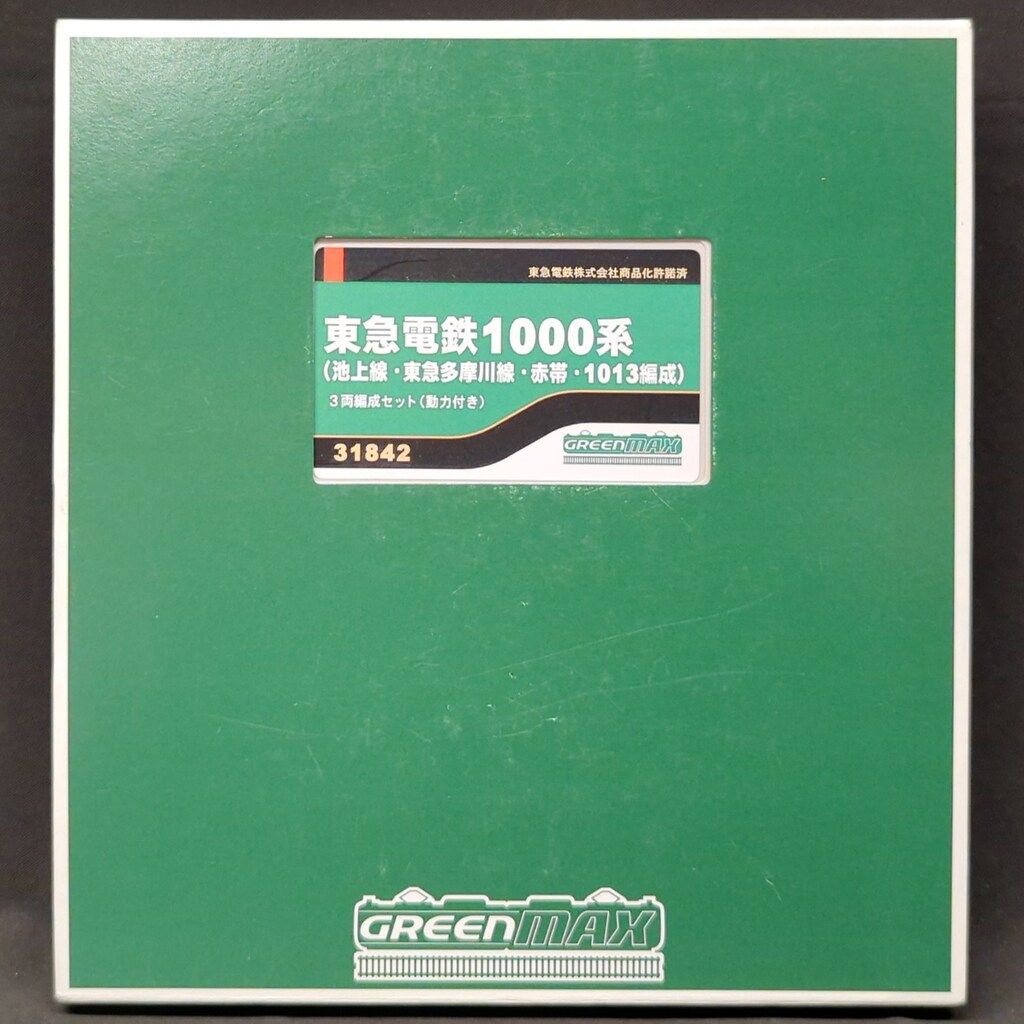 東急電鉄株式会社商品化許諾済
東急電鉄1000系
(池上線・東急多摩川線・赤帯・1013編成)
3両編成セット(動力付き)
31842
GREENMAX
GREENMAX